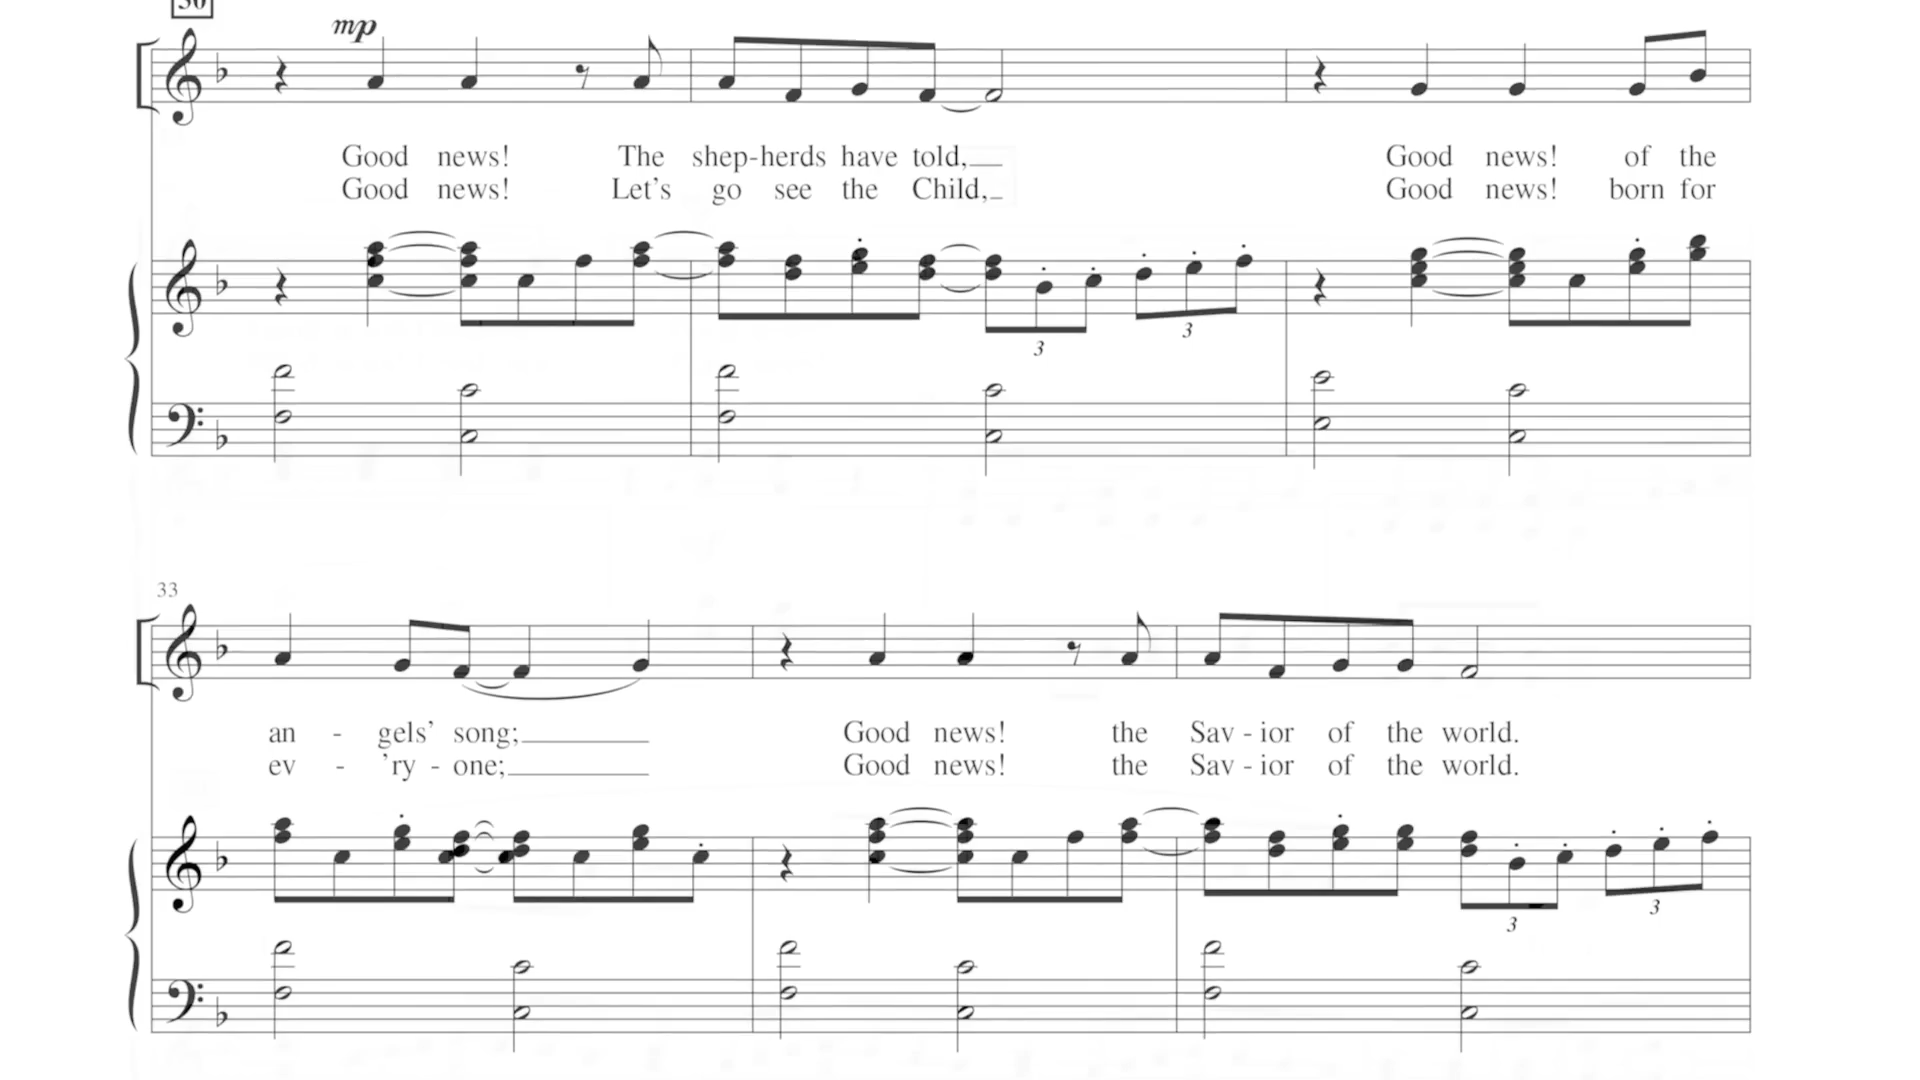 30
mp
Good news! The shep-herds have told,
Good news! of the
Good news! Let's go see the Child,
Good news! born for
3
3
33
an - gels' song;
Good news! the Sav - ior of the world.
ev - 'ry - one;
Good news! the Sav - ior of the world.
3
3